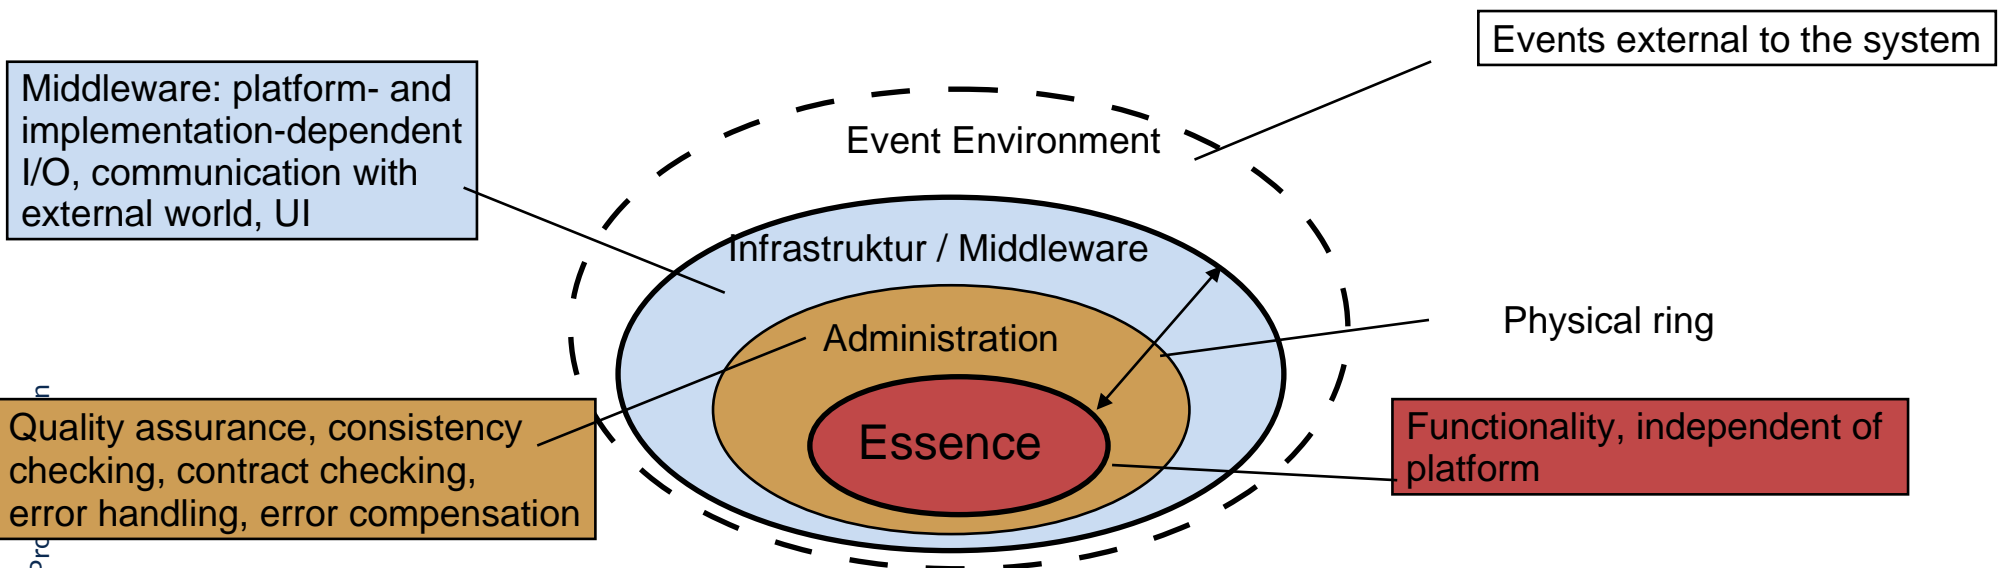 Events external to the system
Middleware: platform- and
implementation-dependent
I/O, communication with
external world, UI
Event Environment
Infrastruktur / Middleware
Physical ring
Administration
Essence
Quality assurance, consistency
checking, contract checking,
error handling, error compensation
Functionality, independent of
platform